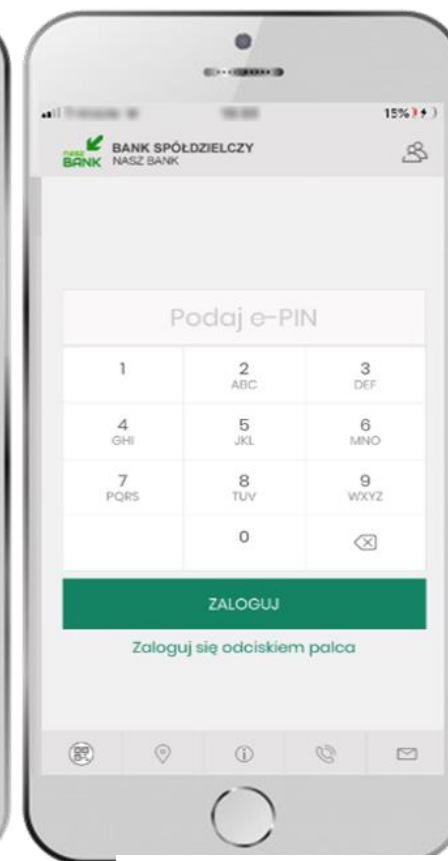 15%
nasz
BANK
BANK SPÓŁDZIELCZY
NASZ BANK
Podaj e-PIN
1
2
3
ABC
DEF
4
5
6
GHI
JKL
MNO
7
8
9
PQRS
TUV
WXYZ
0
ZALOGUJ
Zaloguj się odciskiem palca